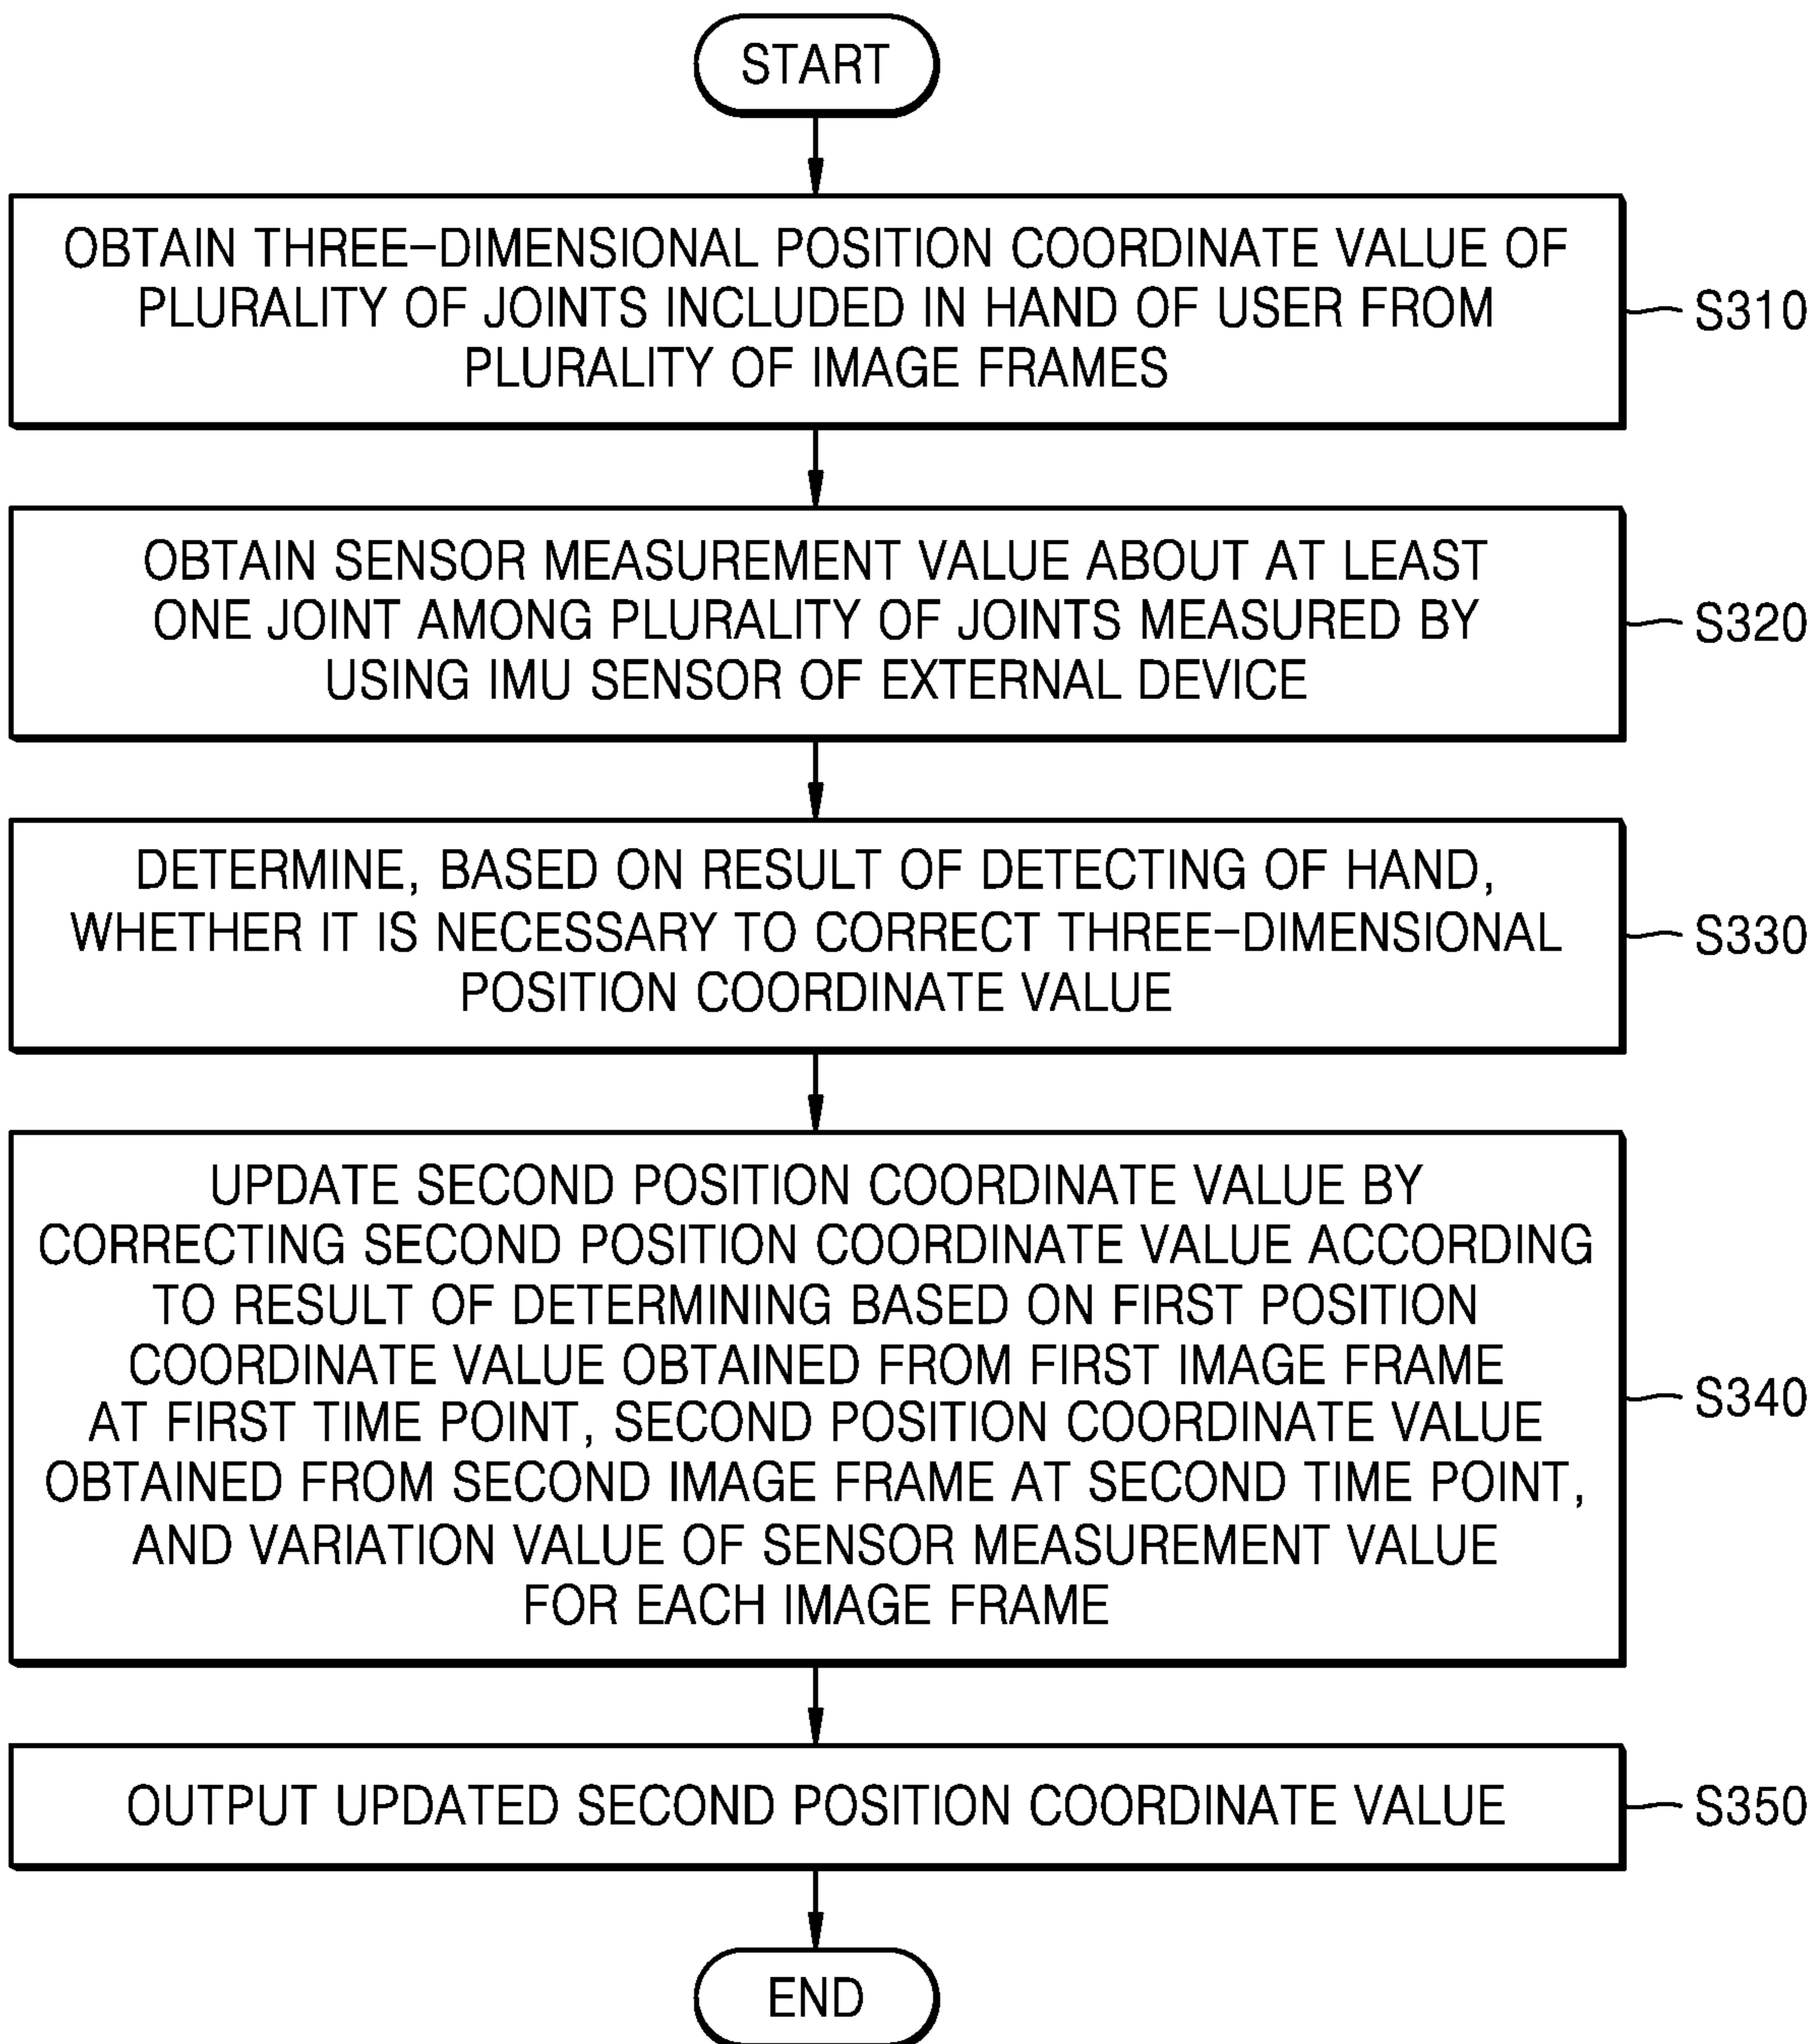 START
OBTAIN THREE-DIMENSIONAL POSITION COORDINATE VALUE OF
PLURALITY OF JOINTS INCLUDED IN HAND OF USER FROM
PLURALITY OF IMAGE FRAMES
S310
OBTAIN SENSOR MEASUREMENT VALUE ABOUT AT LEAST
ONE JOINT AMONG PLURALITY OF JOINTS MEASURED BY
USING IMU SENSOR OF EXTERNAL DEVICE
S320
DETERMINE, BASED ON RESULT OF DETECTING OF HAND,
WHETHER IT IS NECESSARY TO CORRECT THREE-DIMENSIONAL
POSITION COORDINATE VALUE
S330
UPDATE SECOND POSITION COORDINATE VALUE BY
CORRECTING SECOND POSITION COORDINATE VALUE ACCORDING
TO RESULT OF DETERMINING BASED ON FIRST POSITION
COORDINATE VALUE OBTAINED FROM FIRST IMAGE FRAME
AT FIRST TIME POINT, SECOND POSITION COORDINATE VALUE
OBTAINED FROM SECOND IMAGE FRAME AT SECOND TIME POINT,
AND VARIATION VALUE OF SENSOR MEASUREMENT VALUE
FOR EACH IMAGE FRAME
S340
OUTPUT UPDATED SECOND POSITION COORDINATE VALUE
S350
END